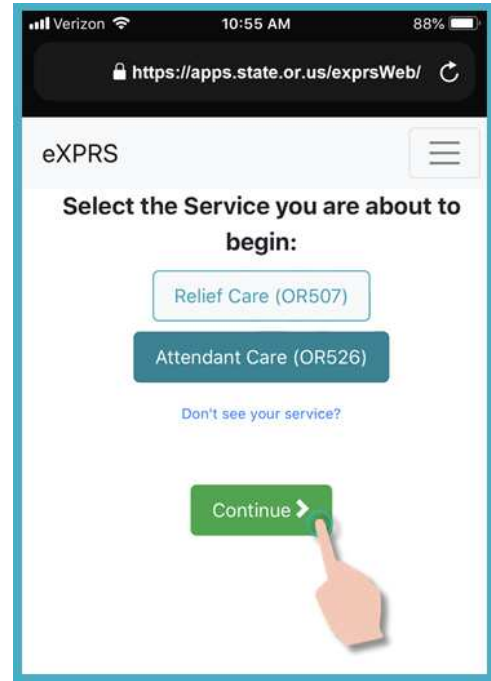 Verizon 10:55 AM 88%
https://apps.state.or.us/exprsWeb/
eXPRS
Select the Service you are about to
begin:
Relief Care (OR507)
Attendant Care (OR526)
Don't see your service?
Continue